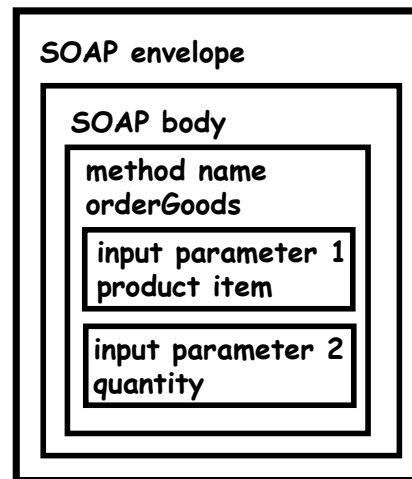 SOAP envelope
SOAP body
method name
orderGoods
input parameter 1
product item
input parameter 2
quantity